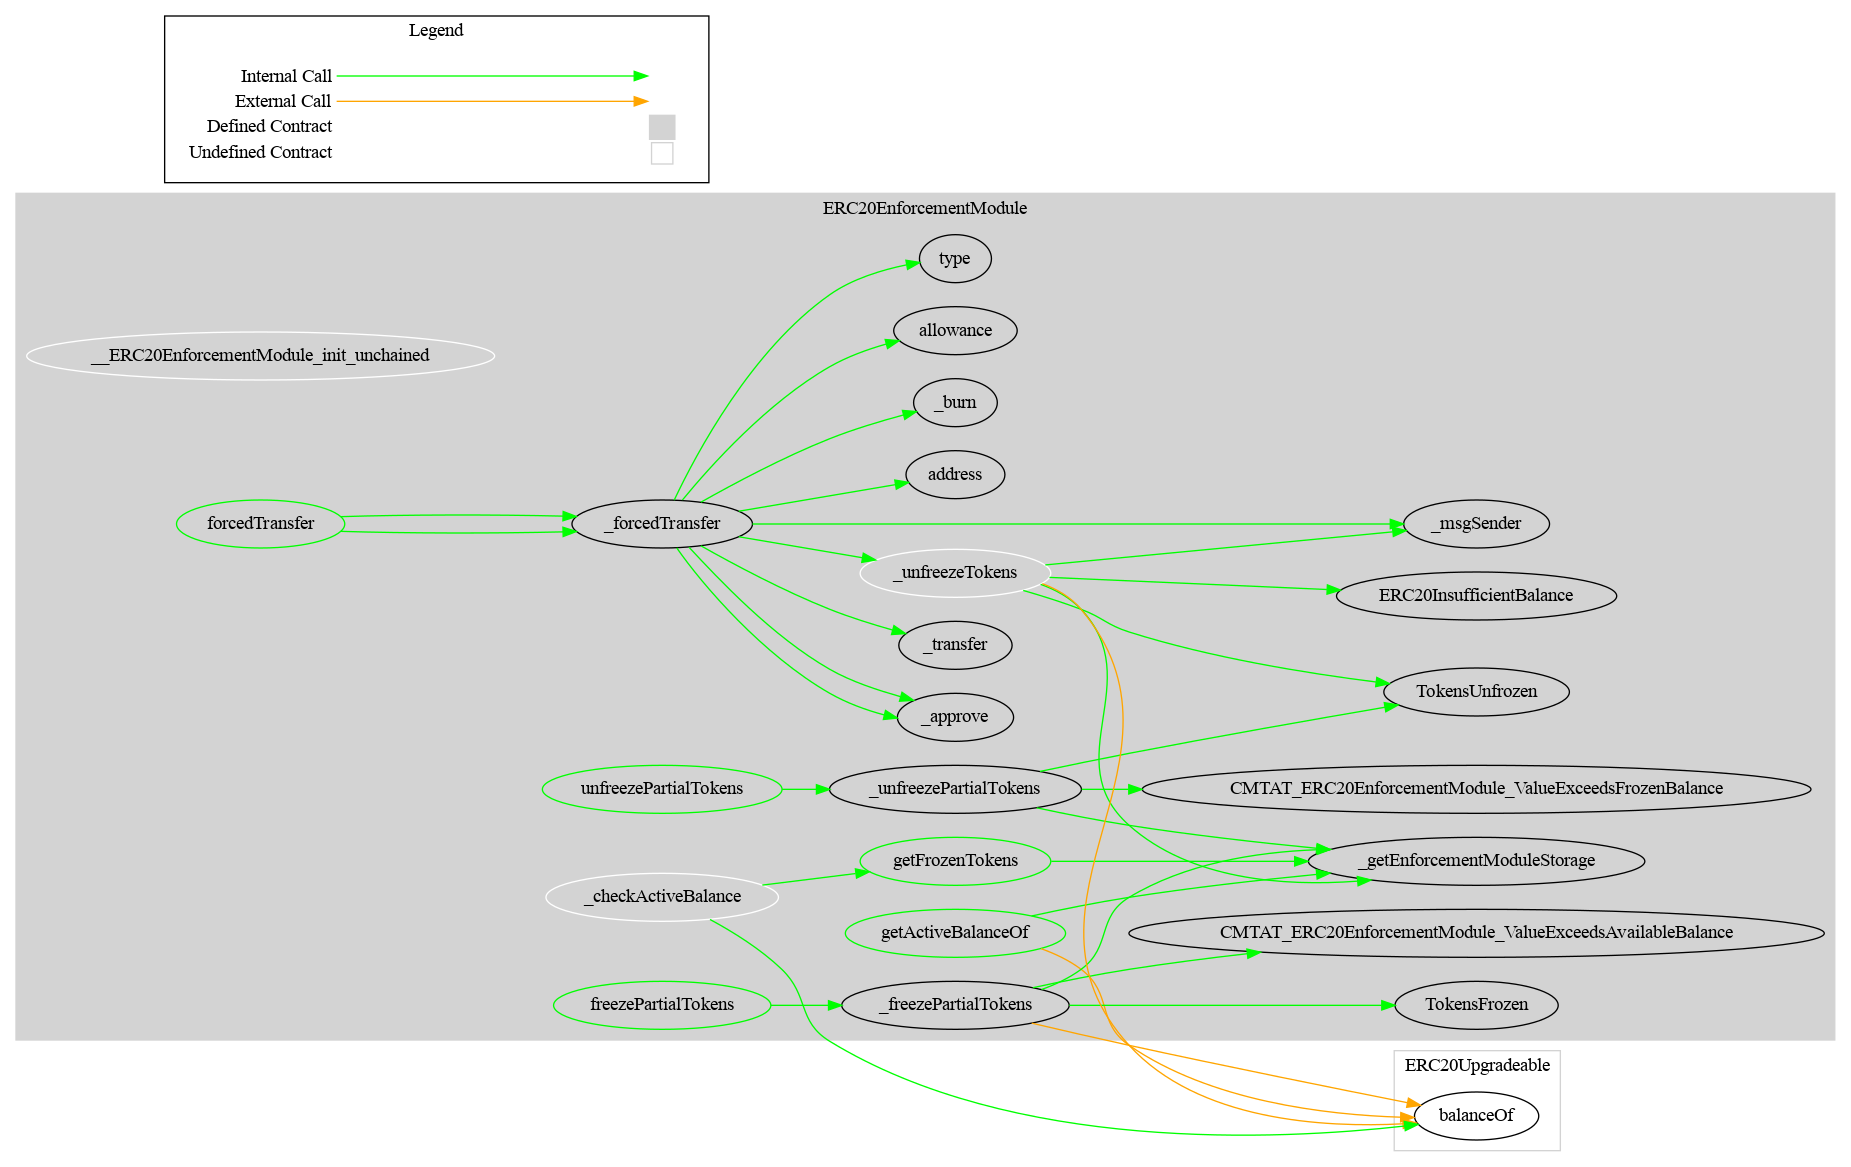 Legend
Internal Call
External Call
Defined Contract
Undefined Contract
ERC20EnforcementModule
type
allowance
__ERC20EnforcementModule_init_unchained
_burn
address
forcedTransfer
_forcedTransfer
_msgSender
_unfreezeTokens
ERC20InsufficientBalance
_transfer
TokensUnfrozen
_approve
unfreezePartialTokens
_unfreezePartialTokens
CMTAT_ERC20EnforcementModule_ValueExceedsFrozenBalance
getFrozenTokens
_getEnforcementModuleStorage
_checkActiveBalance
getActiveBalanceOf
CMTAT_ERC20EnforcementModule_ValueExceedsAvailableBalance
freezePartialTokens
_freezePartialTokens
TokensFrozen
ERC20Upgradeable
balanceOf